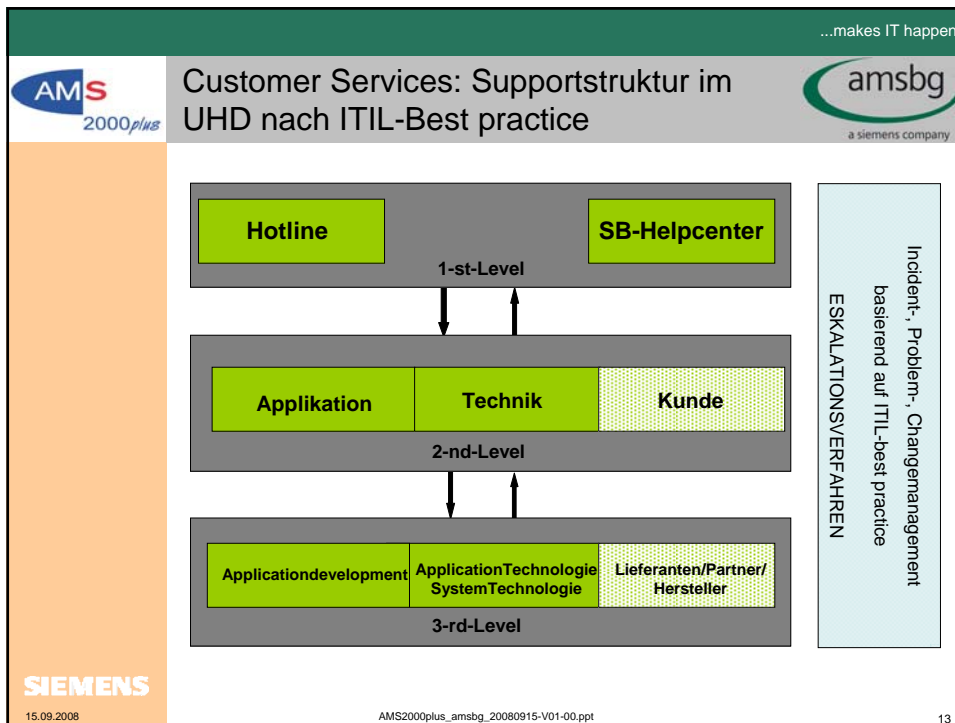 ...makes IT happen
AMS
2000plus
Customer Services: Supportstruktur im
UHD nach ITIL-Best practice
amsbg
a siemens company
Hotline
SB-Helpcenter
1-st-Level
Applikation
Technik
Kunde
2-nd-Level
Applicationdevelopment
ApplicationTechnologie
SystemTechnologie
Lieferanten/Partner/
Hersteller
3-rd-Level
Incident-, Problem-, Changemanagement
basierend auf ITIL-best practice
ESKALATIONSVERFAHREN
SIEMENS
15.09.2008
AMS2000plus_amsbg_20080915-V01-00.ppt
13